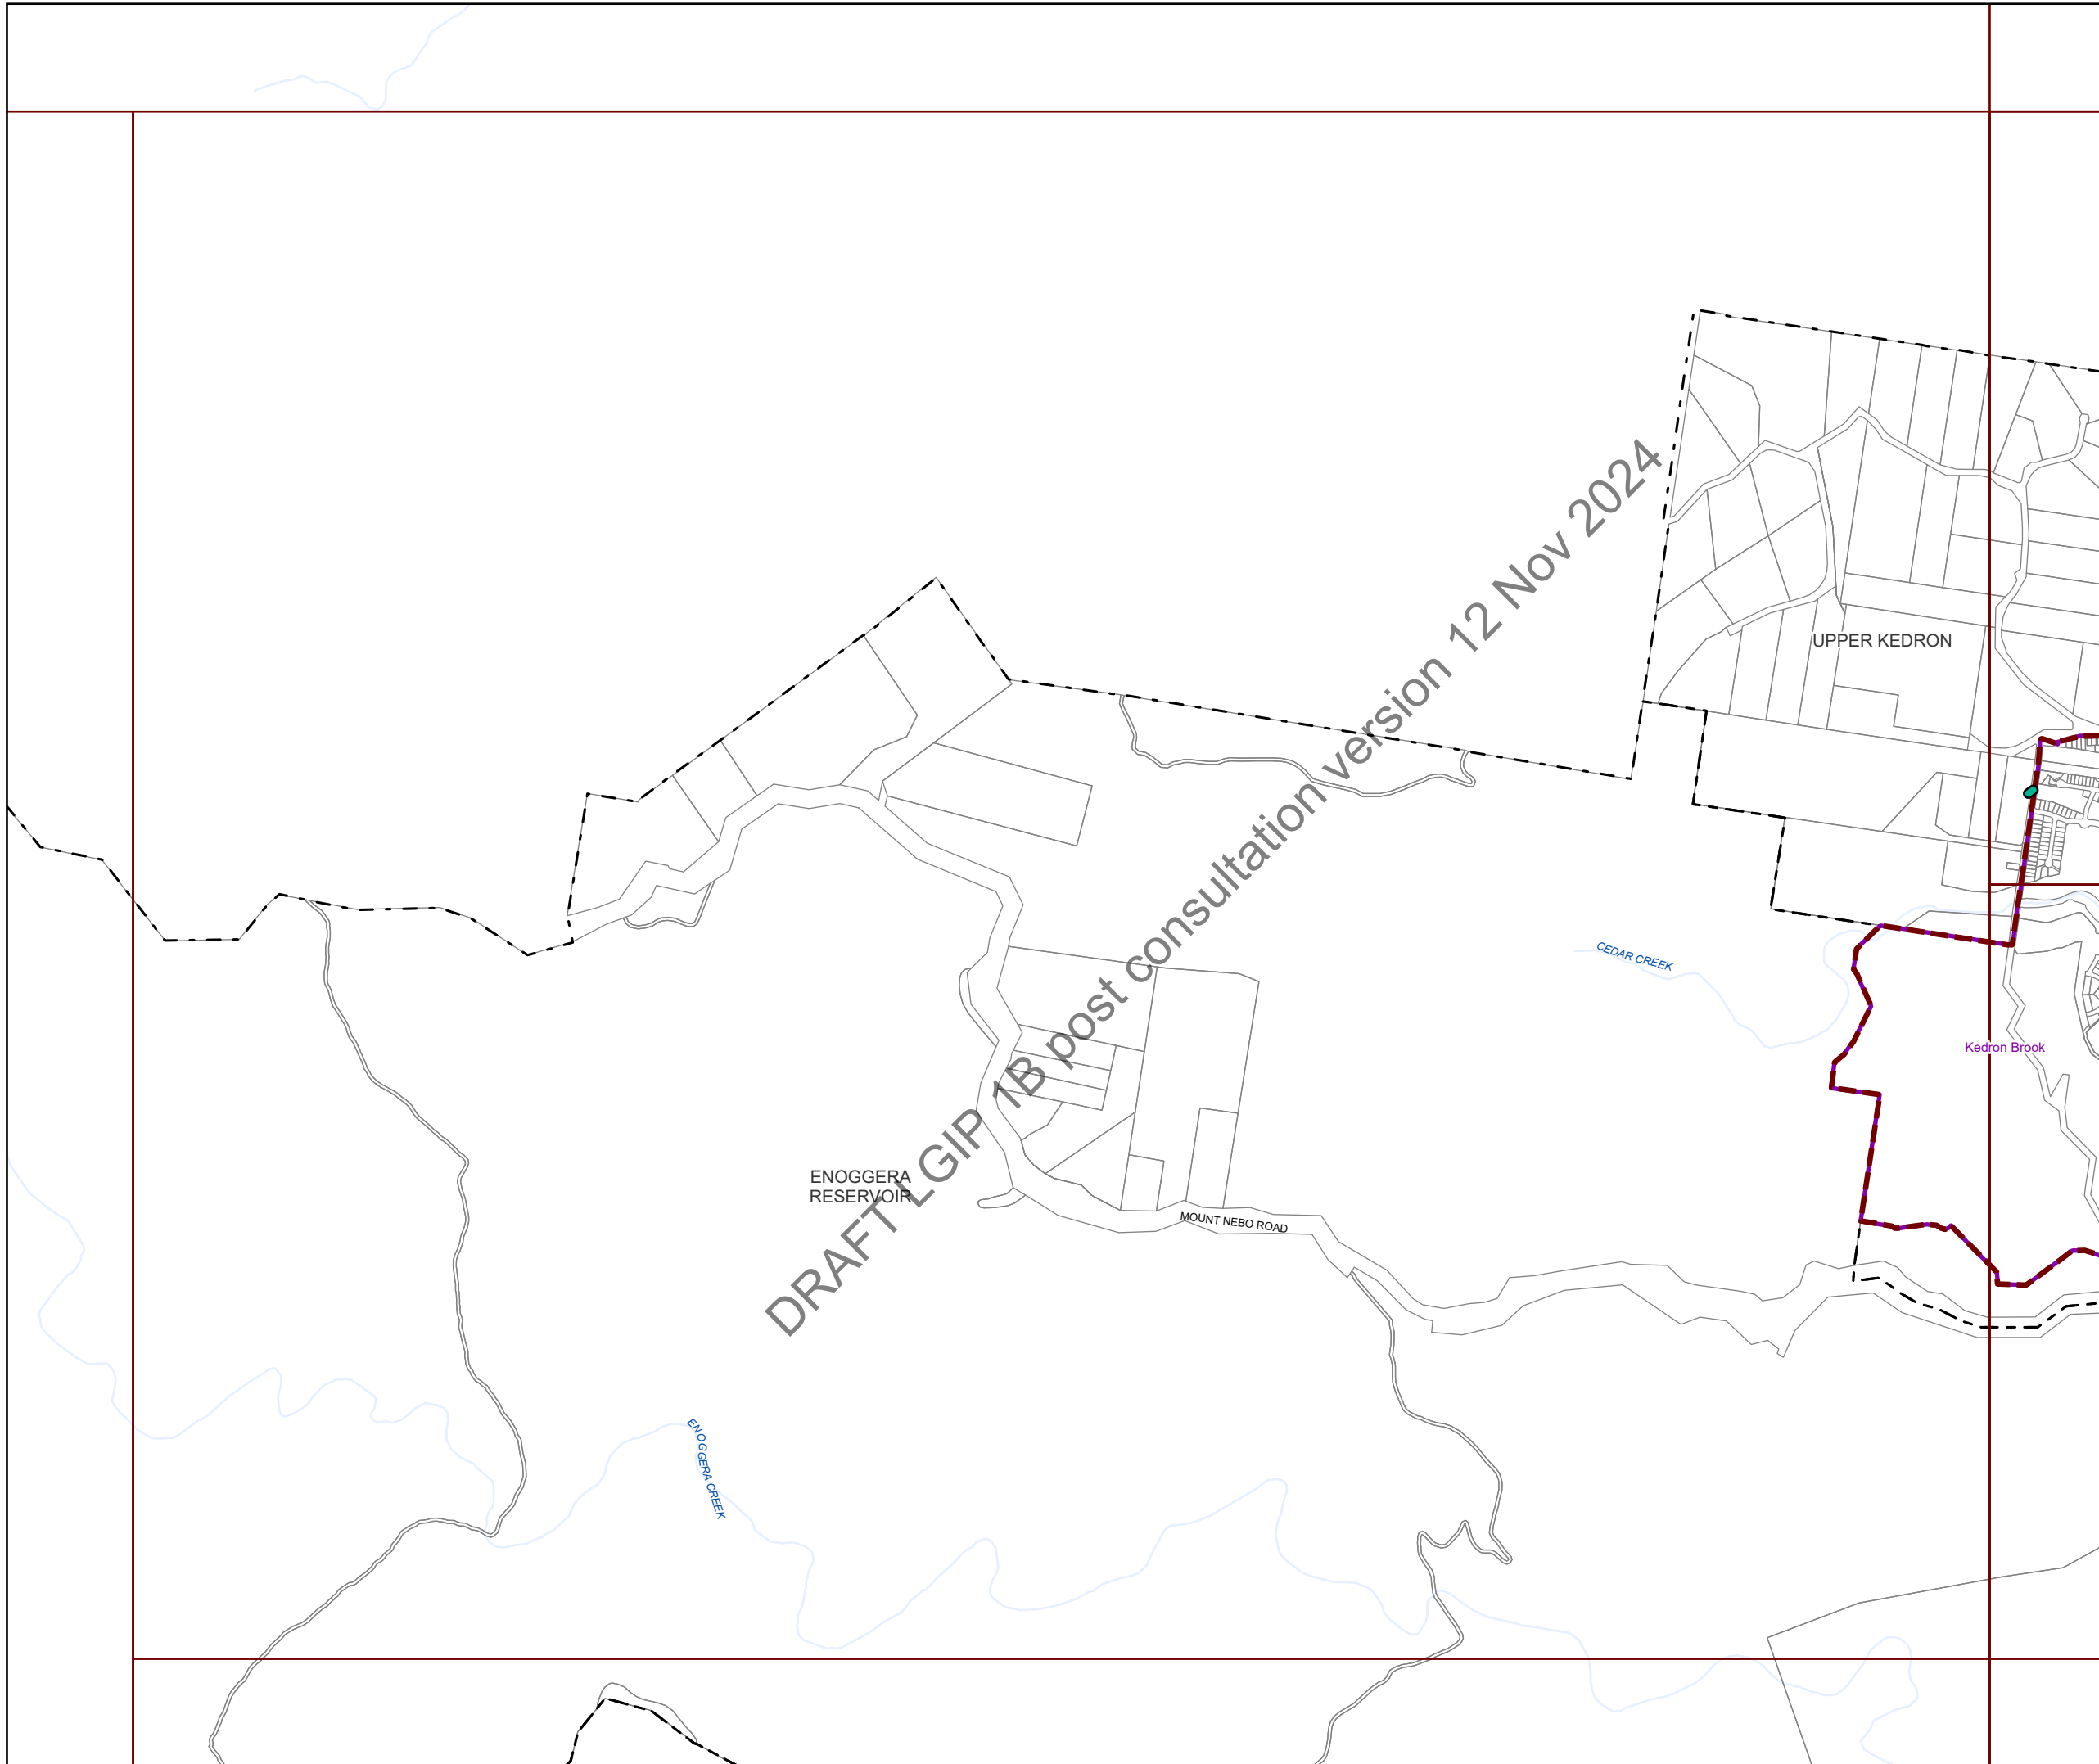 DRAFT LGIP 1B post consultation version 12 Nov 2024
UPPER KEDRON
CEDAR CREEK
Kedron Brook
ENOGGERA
RESERVOIR
MOUNT NEBO ROAD
ENOGGERA CREEK